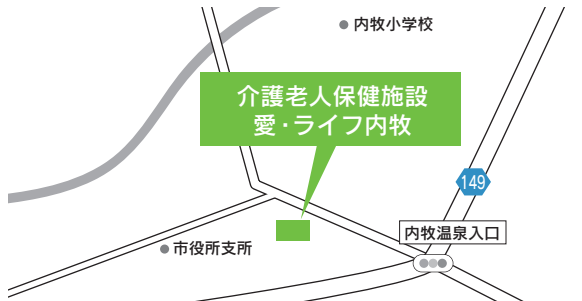 内牧小学校
介護老人保健施設
愛・ライフ内牧
149
内牧温泉入口
市役所支所